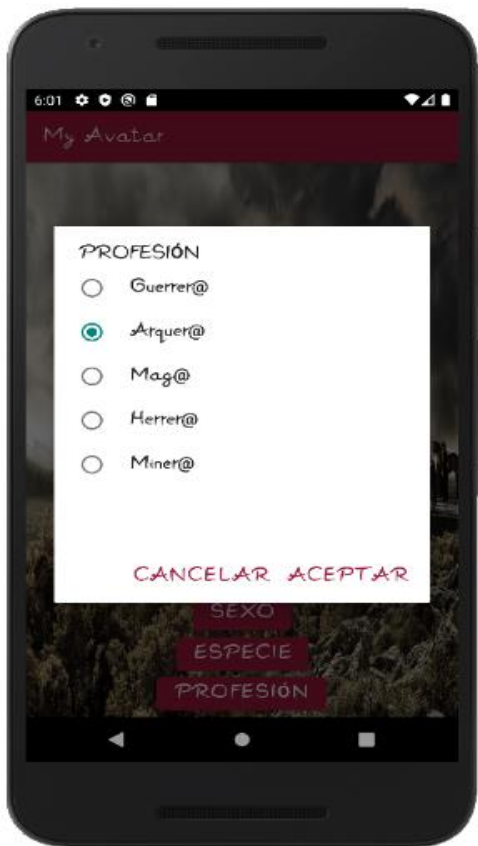 6:01
My Avatar
PROFESIÓN
Guerrer@
Arquer@
Mag@
Herrer@
Miner@
CANCELAR ACEPTAR
SEXO
ESPECIE
PROFESIÓN